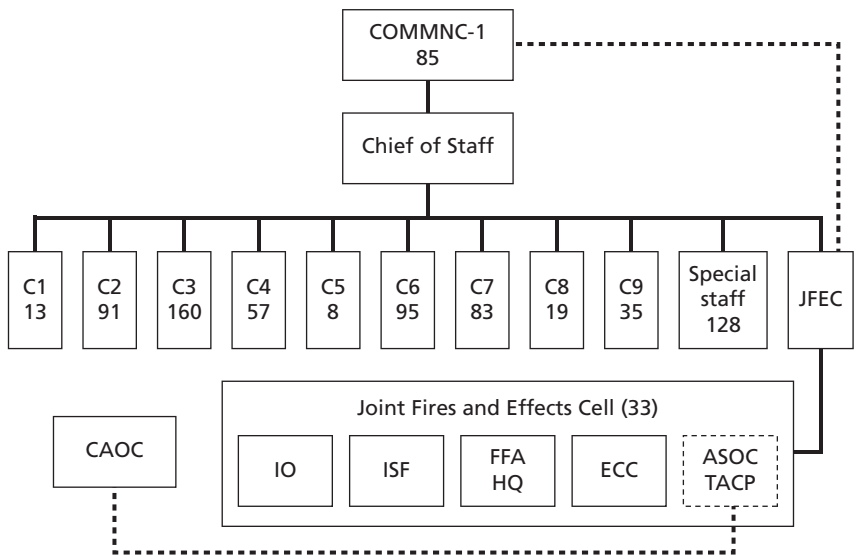 COMMNC-1
85
Chief of Staff
C1
13
C2
91
C3
160
C4
57
C5
8
C6
95
C7
83
C8
19
C9
35
Special
staff
128
JFEC
Joint Fires and Effects Cell (33)
CAOC
IO
ISF
FFA
HQ
ECC
ASOC
TACP